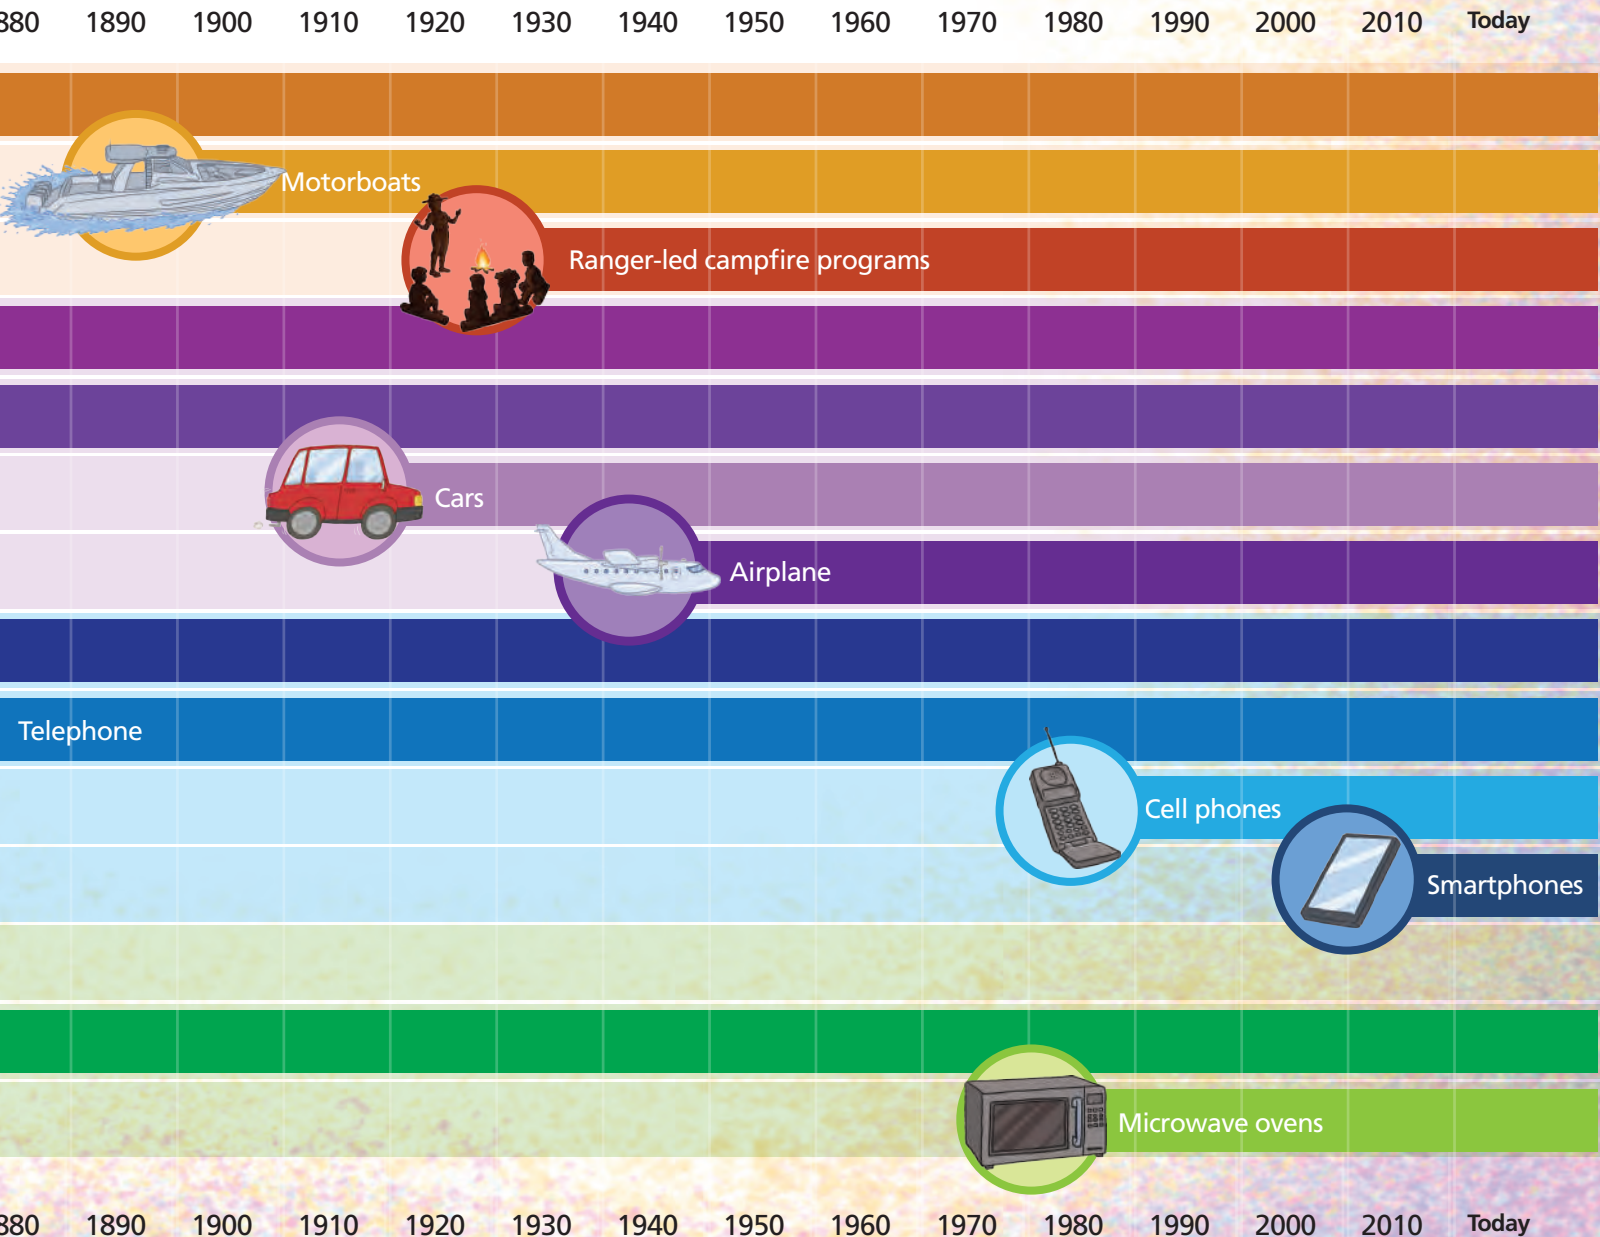 880 1890 1900 1910 1920 1930 1940 1950 1960 1970 1980 1990 2000 2010 Today
Motorboats
Ranger-led campfire programs
Cars
Airplane
Telephone
Cell phones
Smartphones
Microwave ovens
880 1890 1900 1910 1920 1930 1940 1950 1960 1970 1980 1990 2000 2010 Today